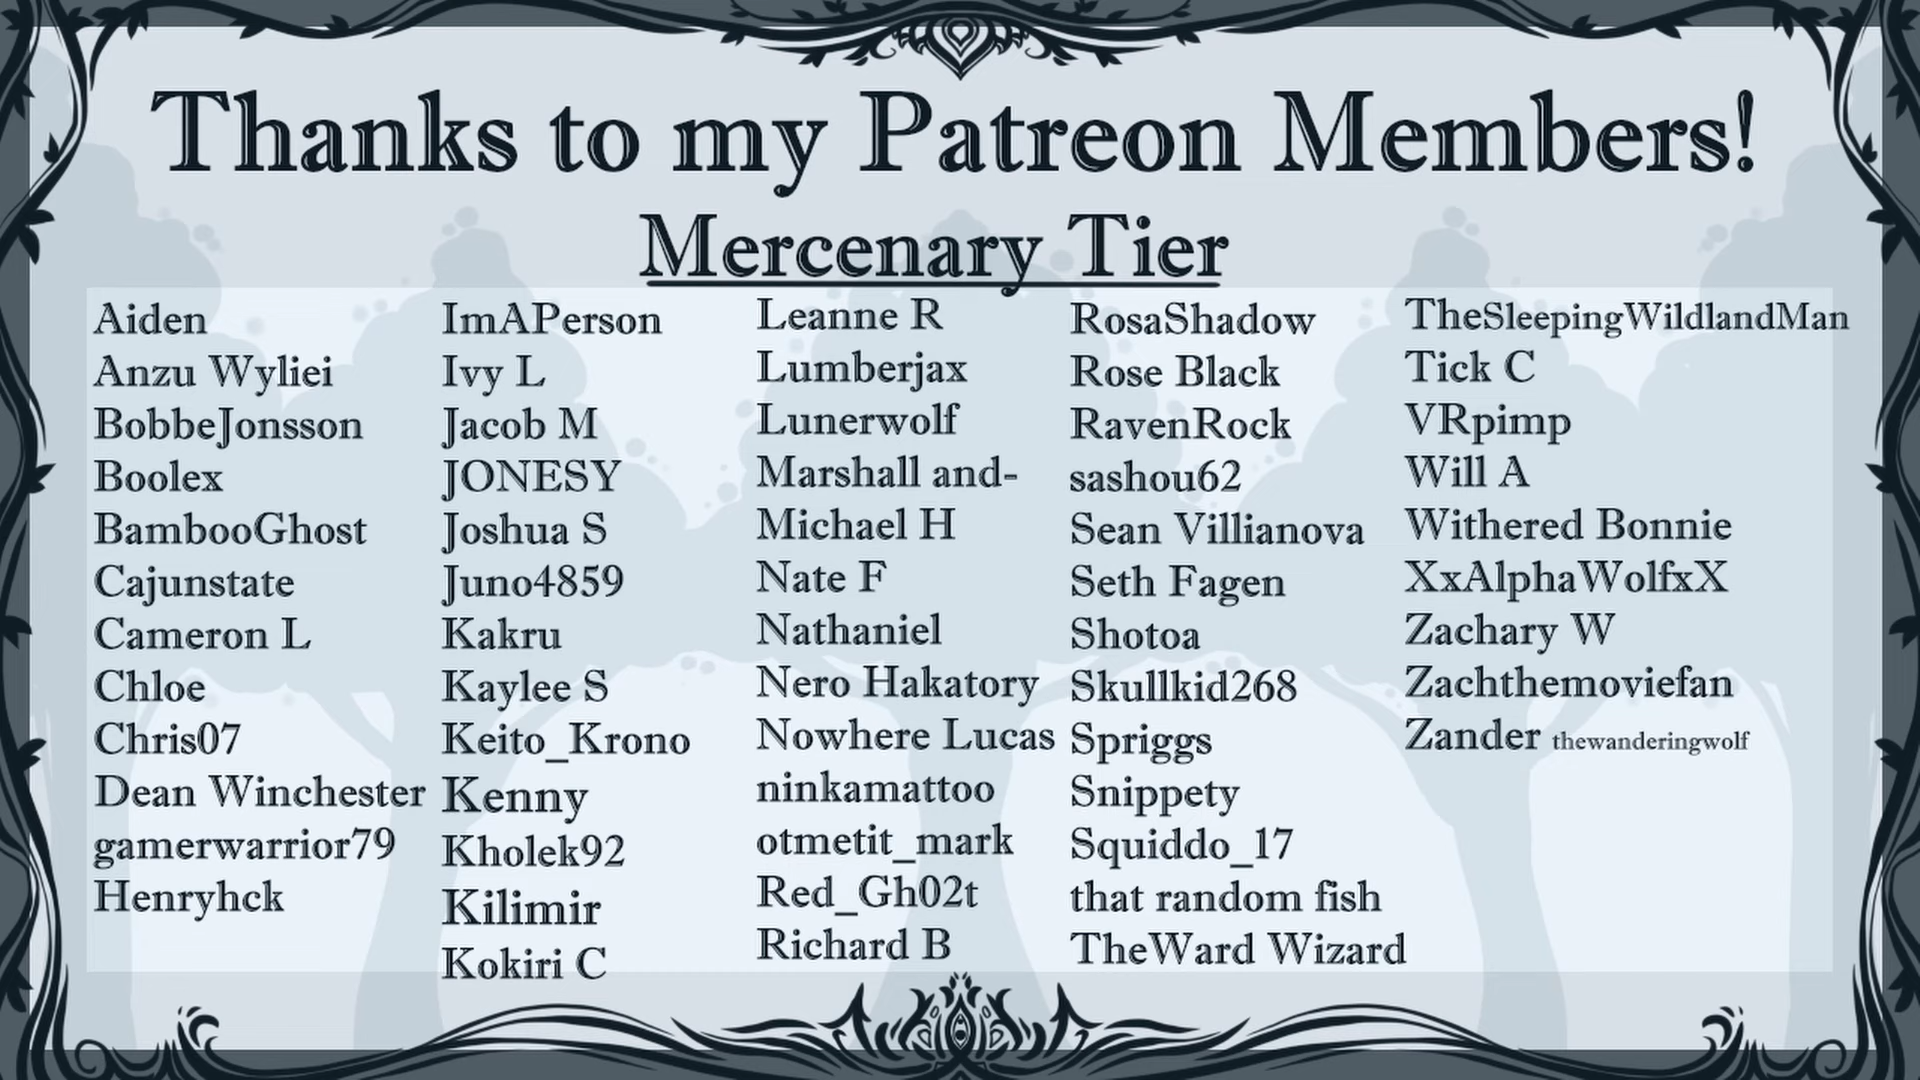 Thanks to my Patreon Members!
Mercenary Tier
Aiden
Anzu Wyliei
BobbeJonsson
Boolex
BambooGhost
Cajunstate
Cameron L
Chloe
Chris07
Dean Winchester
gamerwarrior79
Henryhck
ImAPerson
Ivy L
Jacob M
JONESY
Joshua S
Juno4859
Kakru
Kaylee S
Keito_Krono
Kenny
Kholek92
Kilimir
Kokiri C
Leanne R
Lumberjax
Lunerwolf
Marshall and-
Michael H
Nate F
Nathaniel
Nero Hakatory
Nowhere Lucas
ninkamattoo
otmetit_mark
Red_Gh02t
Richard B
RosaShadow
Rose Black
RavenRock
sashou62
Sean Villianova
Seth Fagen
Shotoa
Skullkid268
Spriggs
Snippety
Squiddo_17
that random fish
TheWard Wizard
TheSleepingWildlandMan
Tick C
VRpimp
Will A
Withered Bonnie
XxAlphaWolfxX
Zachary W
Zachthemoviefan
Zander thewanderingwolf